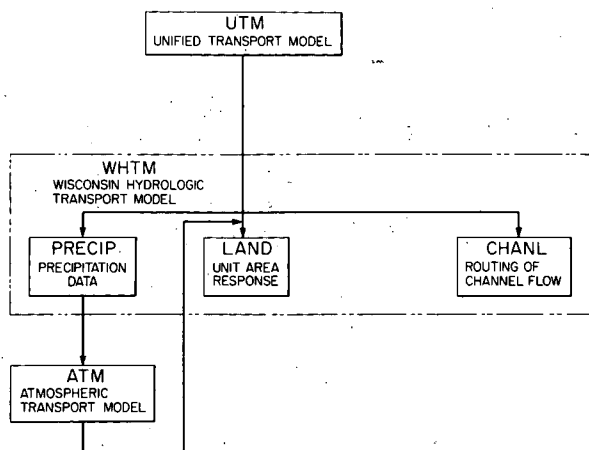 UTM
UNIFIED TRANSPORT MODEL
WHTM
WISCONSIN HYDROLOGIC
TRANSPORT MODEL
PRECIP.
PRECIPITATION
DATA
LAND
UNIT AREA
RESPONSE
CHANL
ROUTING OF
CHANNEL FLOW
ATM
ATMOSPHERIC
TRANSPORT MODEL